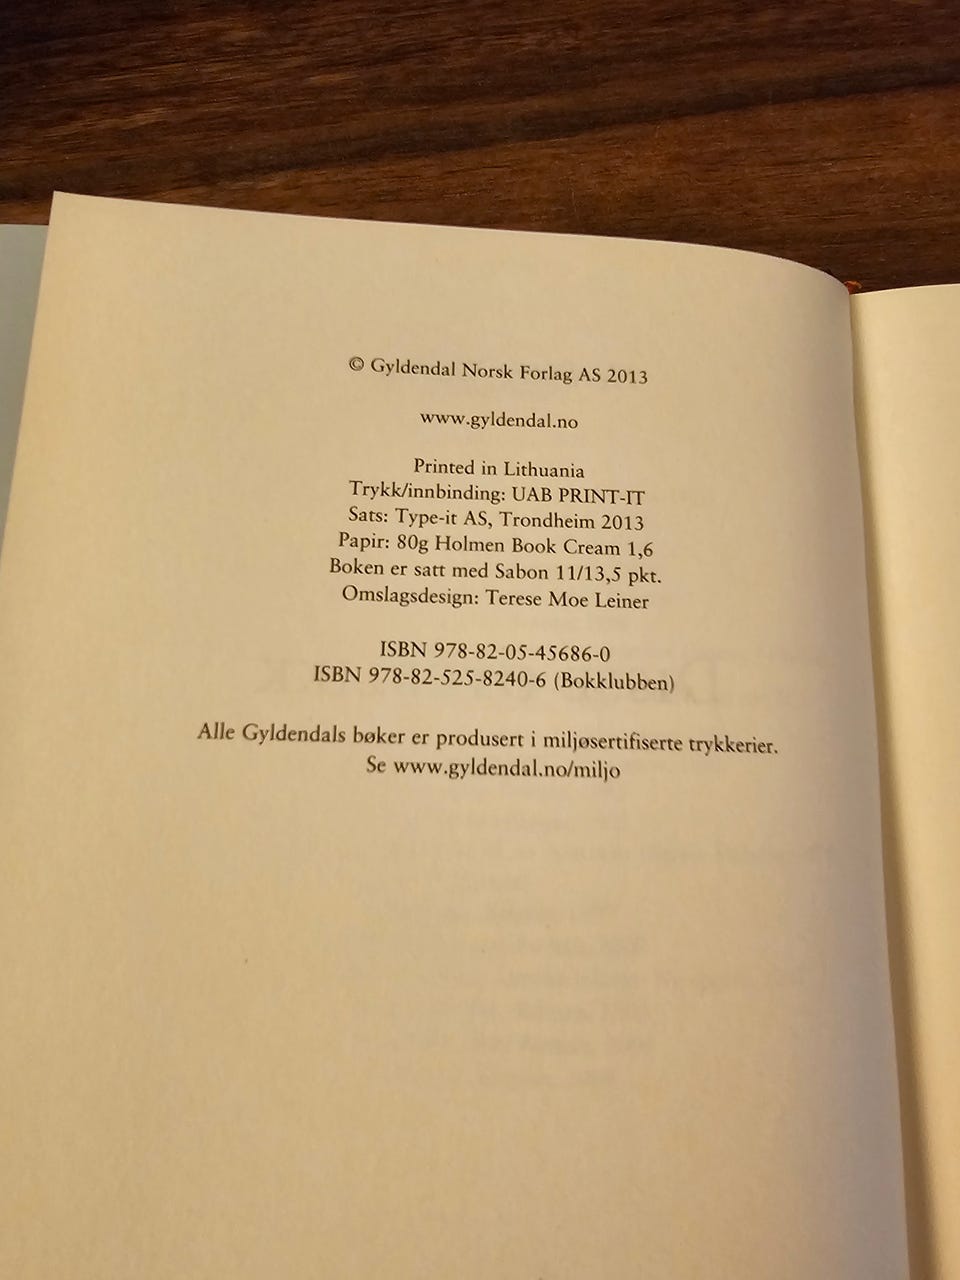 © Gyldendal Norsk Forlag AS 2013
www.gyldendal.no
Printed in Lithuania
Trykk/innbinding: UAB PRINT-IT
Sats: Type-it AS, Trondheim 2013
Papir: 80g Holmen Book Cream 1,6
Boken er satt med Sabon 11/13,5 pkt.
Omslagsdesign: Terese Moe Leiner
ISBN 978-82-05-45686-0
ISBN 978-82-525-8240-6 (Bokklubben)
Alle Gyldendals bøker er produsert i miljøsertifiserte trykkerier.
Se www.gyldendal.no/miljo